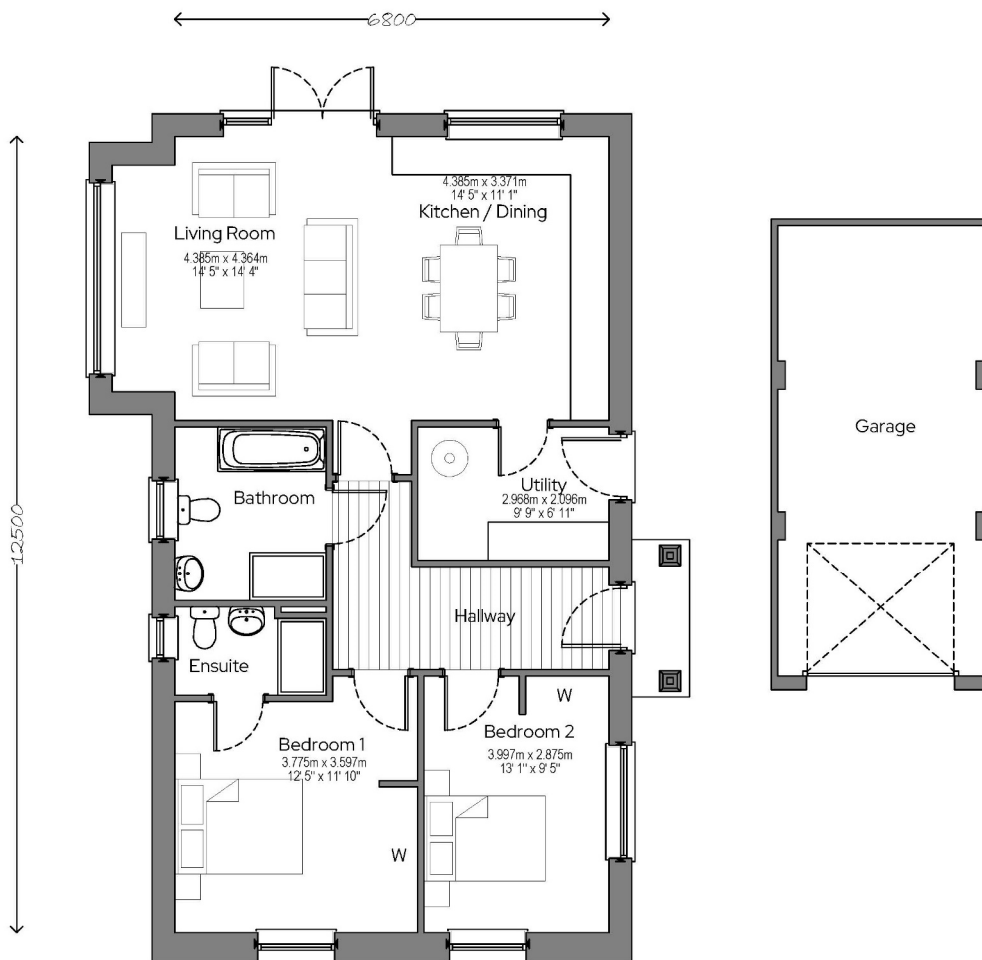 6800
12500
4.385m x 3.371m
14' 5" x 11' 1"
Kitchen / Dining
Living Room
4.385m x 4.364m
14' 5" x 14' 4"
Garage
Bathroom
Utility
2.968m x 2.096m
9' 9" x 6' 11"
Hallway
Ensuite
W
Bedroom 1
3.775m x 3.597m
12' 5" x 11' 10"
Bedroom 2
3.997m x 2.875m
13' 1" x 9' 5"
W